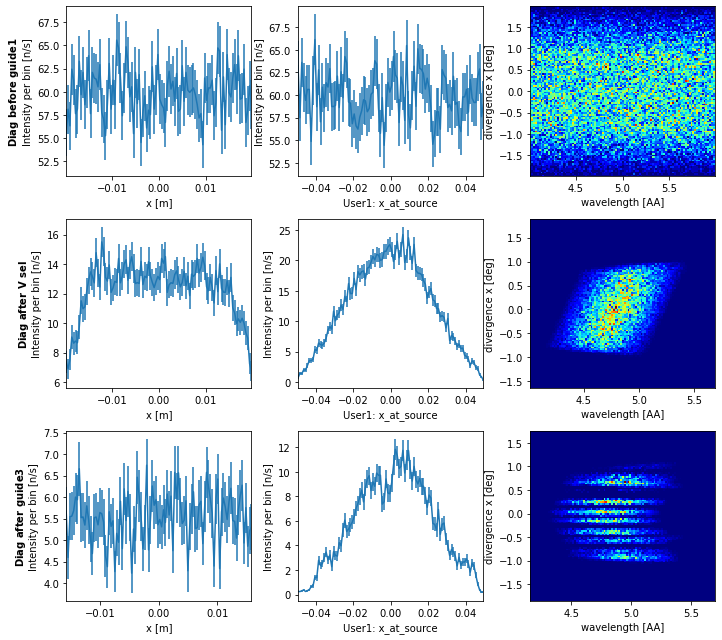 Diag before guide1
Intensity per bin [n/s]
67.5
65.0
62.5
60.0
57.5
55.0
52.5
−0.01 0.00 0.01
x [m]
Intensity per bin [n/s]
67.5
65.0
62.5
60.0
57.5
55.0
52.5
−0.04 −0.02 0.00 0.02 0.04
User1: x_at_source
divergence x [deg]
1.5
1.0
0.5
0.0
−0.5
−1.0
−1.5
4.5 5.0 5.5
wavelength [AA]
Diag after V sel
Intensity per bin [n/s]
16
14
12
10
8
6
−0.01 0.00 0.01
x [m]
Intensity per bin [n/s]
25
20
15
10
5
0
−0.04 −0.02 0.00 0.02 0.04
User1: x_at_source
divergence x [deg]
1.5
1.0
0.5
0.0
−0.5
−1.0
−1.5
4.5 5.0 5.5
wavelength [AA]
Diag after guide3
Intensity per bin [n/s]
7.5
7.0
6.5
6.0
5.5
5.0
4.5
4.0
−0.01 0.00 0.01
x [m]
Intensity per bin [n/s]
12
10
8
6
4
2
0
−0.04 −0.02 0.00 0.02 0.04
User1: x_at_source
divergence x [deg]
1.5
1.0
0.5
0.0
−0.5
−1.0
−1.5
4.5 5.0 5.5
wavelength [AA]